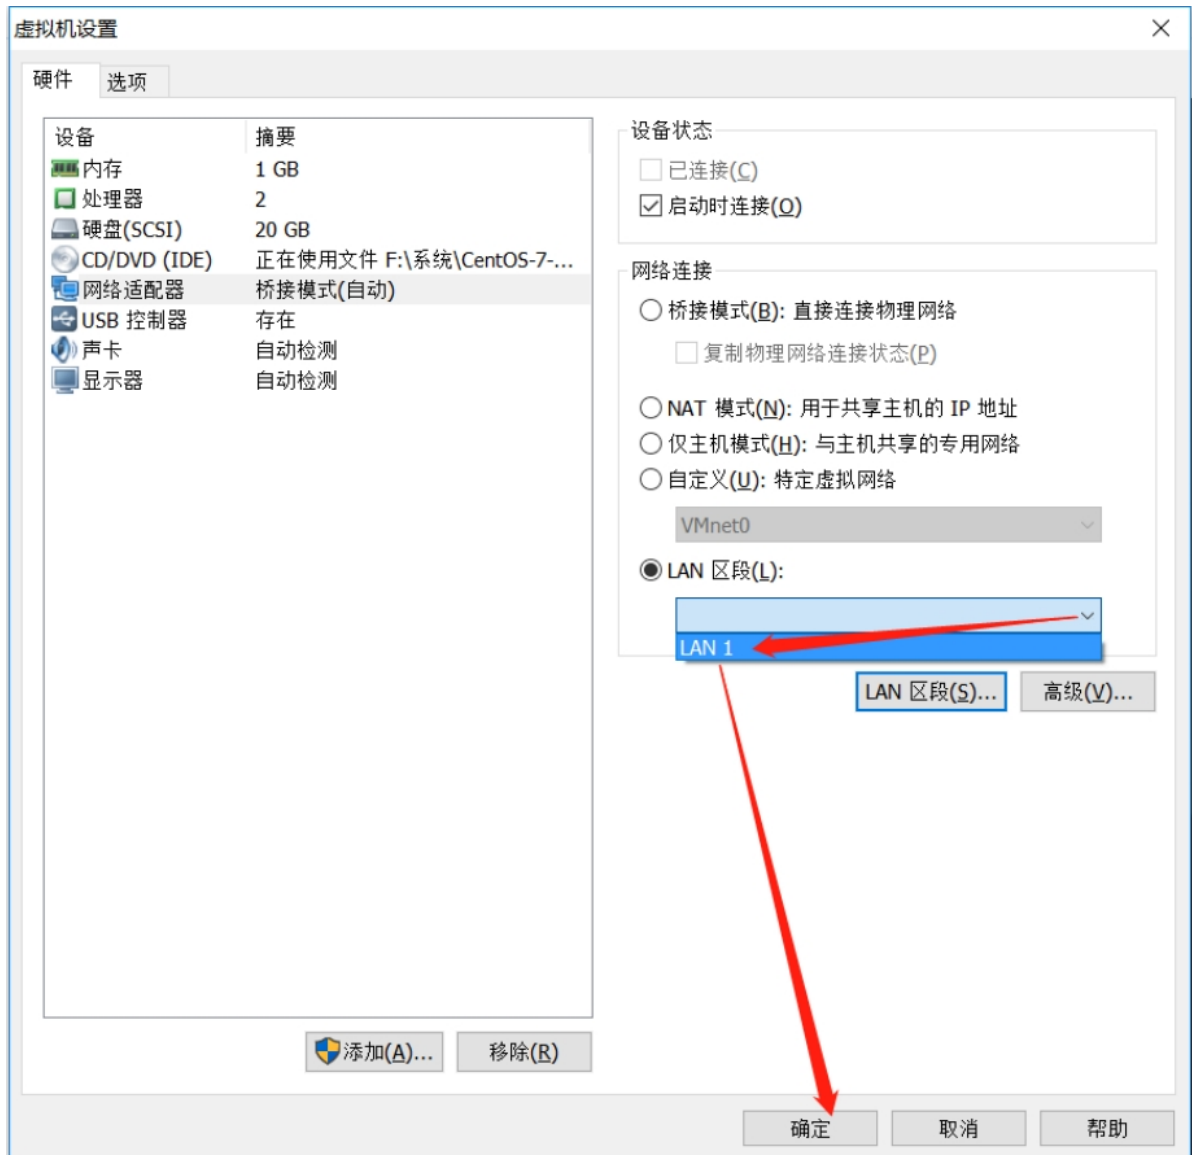 虚拟机设置
硬件 选项
设备 摘要
内存 1 GB
处理器 2
硬盘(SCSI) 20 GB
CD/DVD (IDE) 正在使用文件 F:\系统\CentOS-7-...
网络适配器 桥接模式(自动)
USB 控制器 存在
声卡 自动检测
显示器 自动检测
添加(A)... 移除(R)
设备状态
已连接(C)
启动时连接(O)
网络连接
桥接模式(B): 直接连接物理网络
复制物理网络连接状态(P)
NAT 模式(N): 用于共享主机的 IP 地址
仅主机模式(H): 与主机共享的专用网络
自定义(U): 特定虚拟网络
VMnet0
LAN 区段(L):
LAN 1
LAN 区段(S)... 高级(V)...
确定 取消 帮助